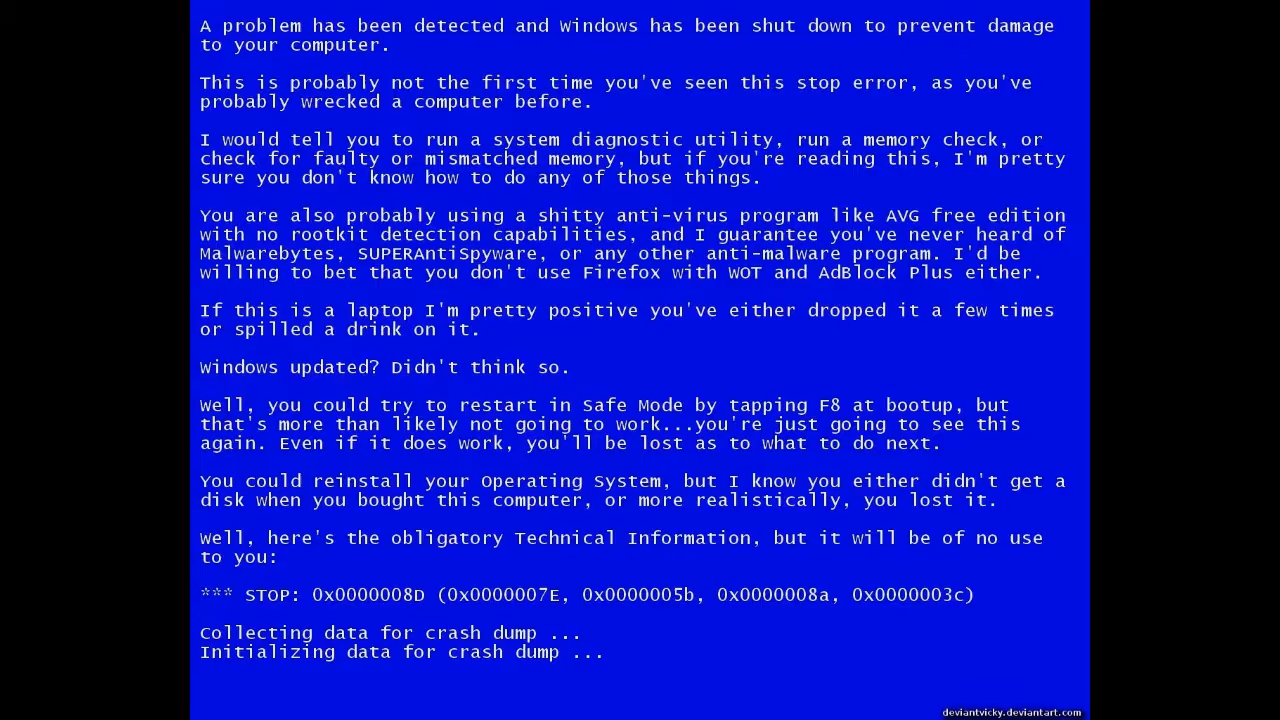 A problem has been detected and Windows has been shut down to prevent damage
to your computer.
This is probably not the first time you've seen this stop error, as you've
probably wrecked a computer before.
I would tell you to run a system diagnostic utility, run a memory check, or
check for faulty or mismatched memory, but if you're reading this, I'm pretty
sure you don't know how to do any of those things.
You are also probably using a shitty anti-virus program like AVG free edition
with no rootkit detection capabilities, and I guarantee you've never heard of
Malwarebytes, SUPERAntiSpyware, or any other anti-malware program. I'd be
willing to bet that you don't use Firefox with WOT and AdBlock Plus either.
If this is a laptop I'm pretty positive you've either dropped it a few times
or spilled a drink on it.
Windows updated? Didn't think so.
Well, you could try to restart in Safe Mode by tapping F8 at bootup, but
that's more than likely not going to work...you're just going to see this
again. Even if it does work, you'll be lost as to what to do next.
You could reinstall your Operating System, but I know you either didn't get a
disk when you bought this computer, or more realistically, you lost it.
Well, here's the obligatory Technical Information, but it will be of no use
to you:
*** STOP: 0x0000008D (0x0000007E, 0x0000005b, 0x0000008a, 0x0000003c)
Collecting data for crash dump ...
Initializing data for crash dump ...
deviantvicky.deviantart.com